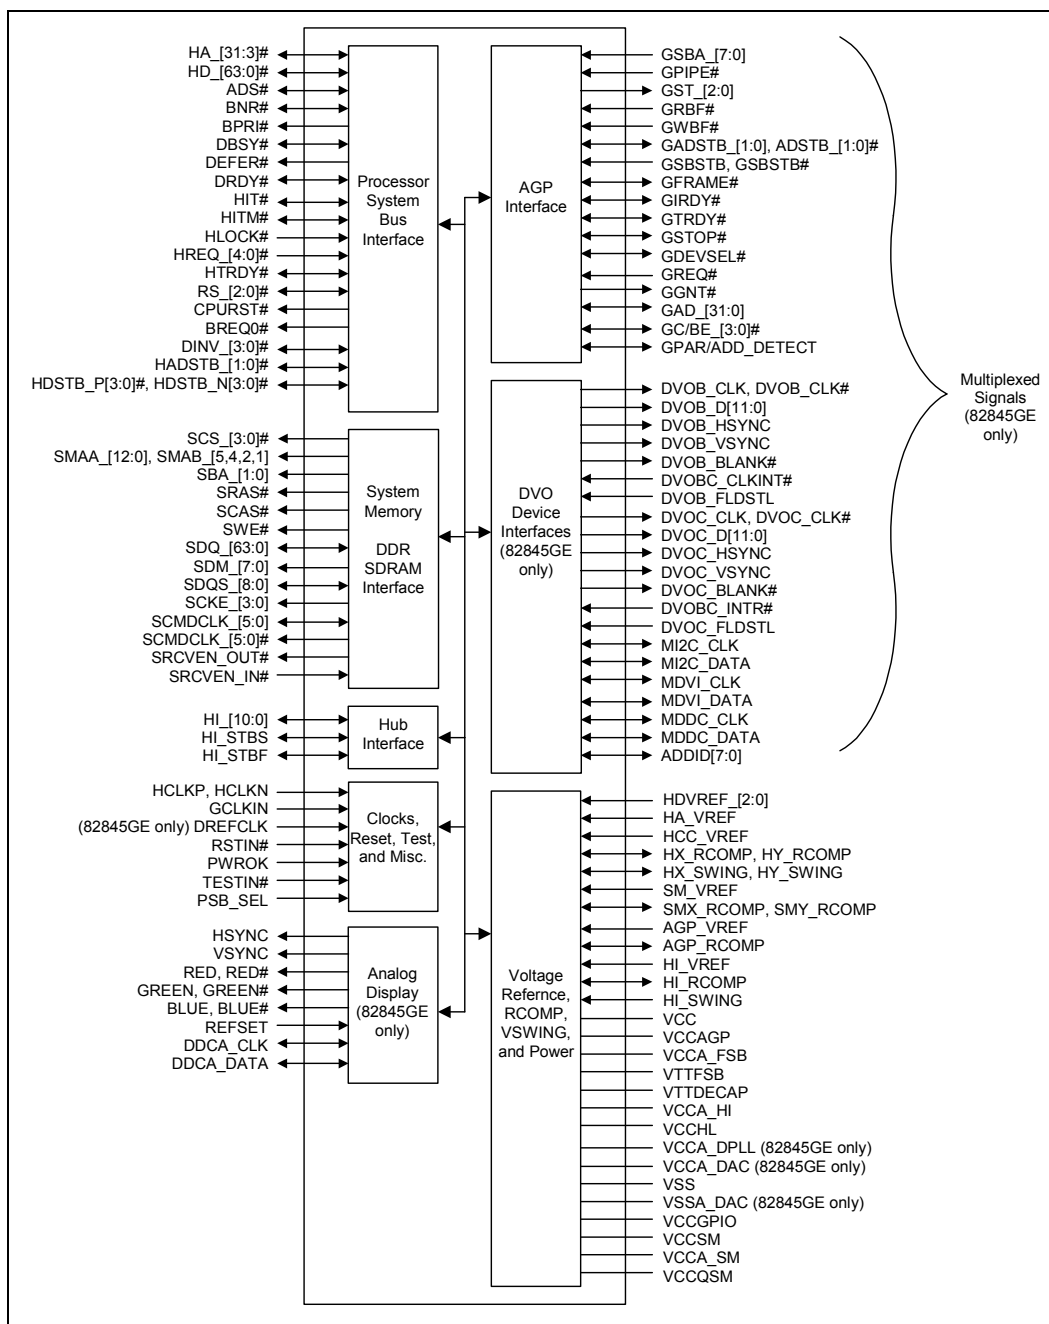 HA_[31:3]#
HD_[63:0]#
ADS#
BNR#
BPRI#
DBSY#
DEFER#
DRDY#
HIT#
HITM#
HLOCK#
HREQ_[4:0]#
HTRDY#
RS_[2:0]#
CPURST#
BREQ0#
DINV_[3:0]#
HADSTB_[1:0]#
HDSTB_P[3:0]#, HDSTB_N[3:0]#
Processor
System
Bus
Interface
SCS_[3:0]#
SMAA_[12:0], SMAB_[5,4,2,1]
SBA_[1:0]
SRAS#
SCAS#
SWE#
SDQ_[63:0]
SDM_[7:0]
SDQS_[8:0]
SCKE_[3:0]
SCMDCLK_[5:0]
SCMDCLK_[5:0]#
SRCVEN_OUT#
SRCVEN_IN#
System
Memory
DDR
SDRAM
Interface
HI_[10:0]
HI_STBS
HI_STBF
Hub
Interface
HCLKP, HCLKN
GCLKIN
(82845GE only) DREFCLK
RSTIN#
PWROK
TESTIN#
PSB_SEL
Clocks,
Reset, Test,
and Misc.
HSYNC
VSYNC
RED, RED#
GREEN, GREEN#
BLUE, BLUE#
REFSET
DDCA_CLK
DDCA_DATA
Analog
Display
(82845GE
only)
AGP
Interface
GSBA_[7:0]
GPIPE#
GST_[2:0]
GRBF#
GWBF#
GADSTB_[1:0], ADSTB_[1:0]#
GSBSTB, GSBSTB#
GFRAME#
GIRDY#
GTRDY#
GSTOP#
GDEVSEL#
GREQ#
GGNT#
GAD_[31:0]
GC/BE_[3:0]#
GPAR/ADD_DETECT
DVO
Device
Interfaces
(82845GE
only)
DVOB_CLK, DVOB_CLK#
DVOB_D[11:0]
DVOB_HSYNC
DVOB_VSYNC
DVOB_BLANK#
DVOBC_CLKINT#
DVOB_FLDSTL
DVOC_CLK, DVOC_CLK#
DVOC_D[11:0]
DVOC_HSYNC
DVOC_VSYNC
DVOC_BLANK#
DVOBC_INTR#
DVOC_FLDSTL
MI2C_CLK
MI2C_DATA
MDVI_CLK
MDVI_DATA
MDDC_CLK
MDDC_DATA
ADDID[7:0]
Multiplexed
Signals
(82845GE
only)
Voltage
Refernce,
RCOMP,
VSWING,
and Power
HDVREF_[2:0]
HA_VREF
HCC_VREF
HX_RCOMP, HY_RCOMP
HX_SWING, HY_SWING
SM_VREF
SMX_RCOMP, SMY_RCOMP
AGP_VREF
AGP_RCOMP
HI_VREF
HI_RCOMP
HI_SWING
VCC
VCCAGP
VCCA_FSB
VTTFSB
VTTDECAP
VCCA_HI
VCCHL
VCCA_DPLL (82845GE only)
VCCA_DAC (82845GE only)
VSS
VSSA_DAC (82845GE only)
VCCGPIO
VCCSM
VCCA_SM
VCCQSM